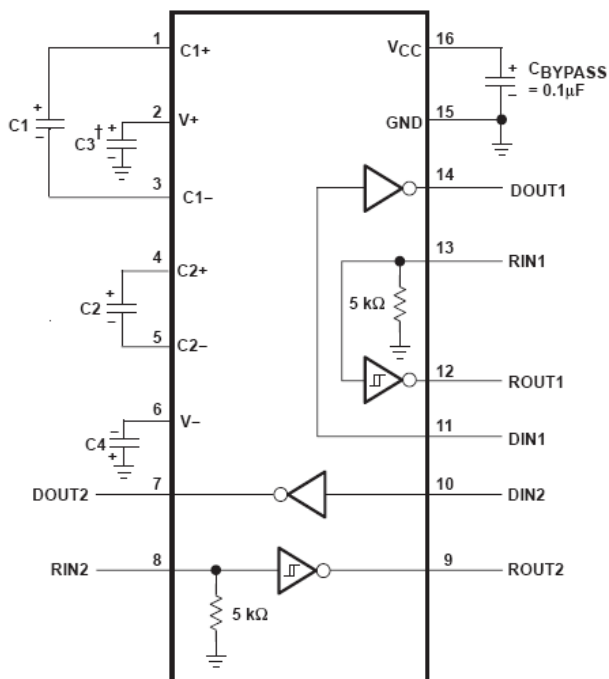 1
C1+
C1
+
-
2
V+
C3†
+
-
3
C1–
4
C2+
C2
+
–
5
C2–
6
V–
C4
–
+
DOUT2
7
RIN2
8
5 kΩ
VCC
16
CBYPASS
= 0.1μF
+
–
GND
15
14
DOUT1
13
RIN1
5 kΩ
12
ROUT1
11
DIN1
10
DIN2
9
ROUT2